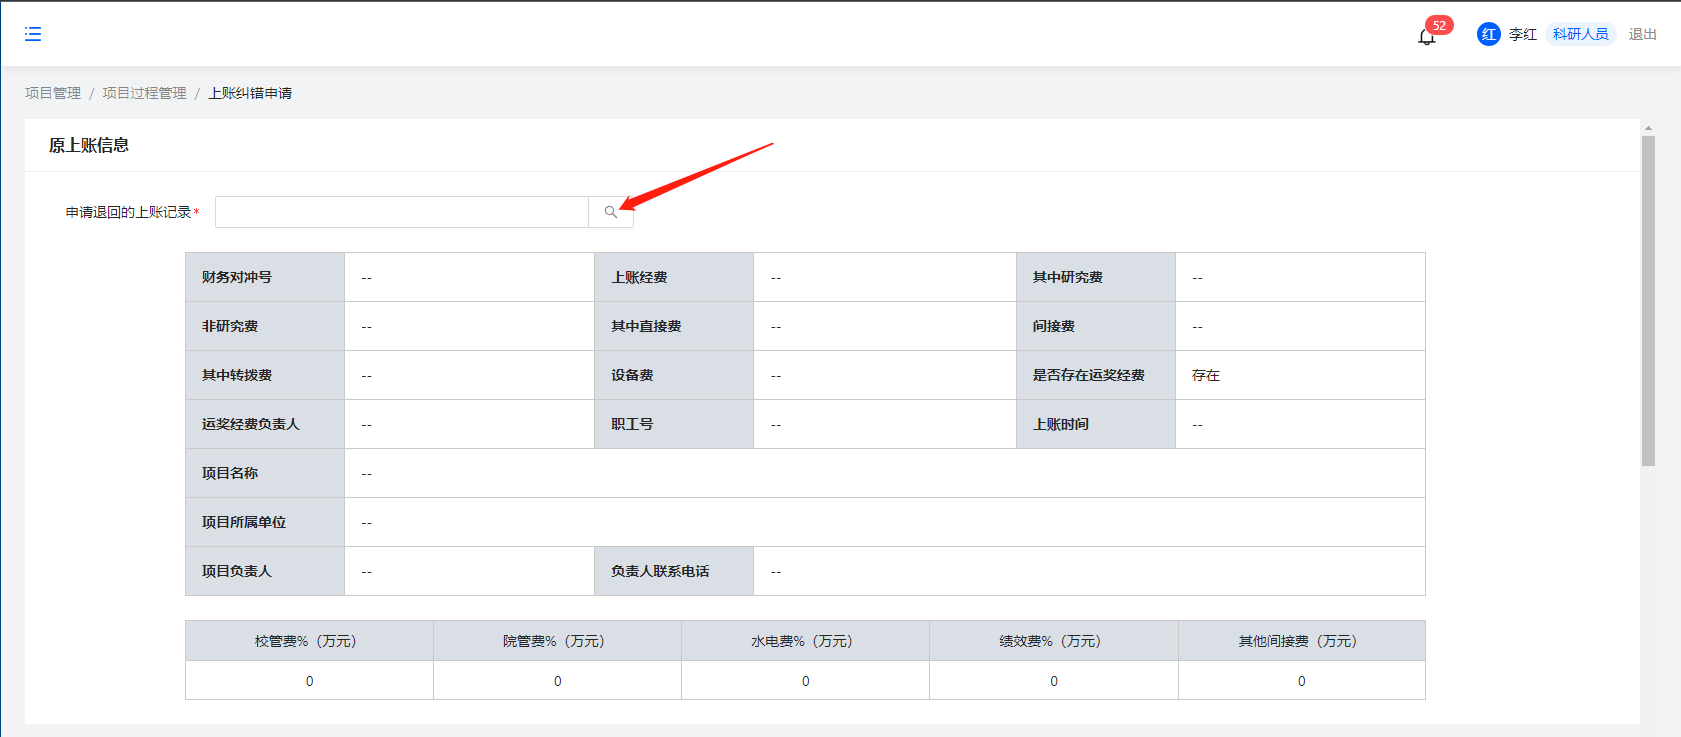 52
红 李红 科研人员 退出
项目管理 / 项目过程管理 / 上账纠错申请
原上账信息
申请退回的上账记录*
财务对冲号 -- 上账经费 -- 其中研究费 --
非研究费 -- 其中直接费 -- 间接费 --
其中转拨费 -- 设备费 -- 是否存在运奖经费 存在
运奖经费负责人 -- 职工号 -- 上账时间 --
项目名称 --
项目所属单位 --
项目负责人 -- 负责人联系电话 --
校管费%（万元） 院管费%（万元） 水电费%（万元） 绩效费%（万元） 其他间接费（万元）
0 0 0 0 0